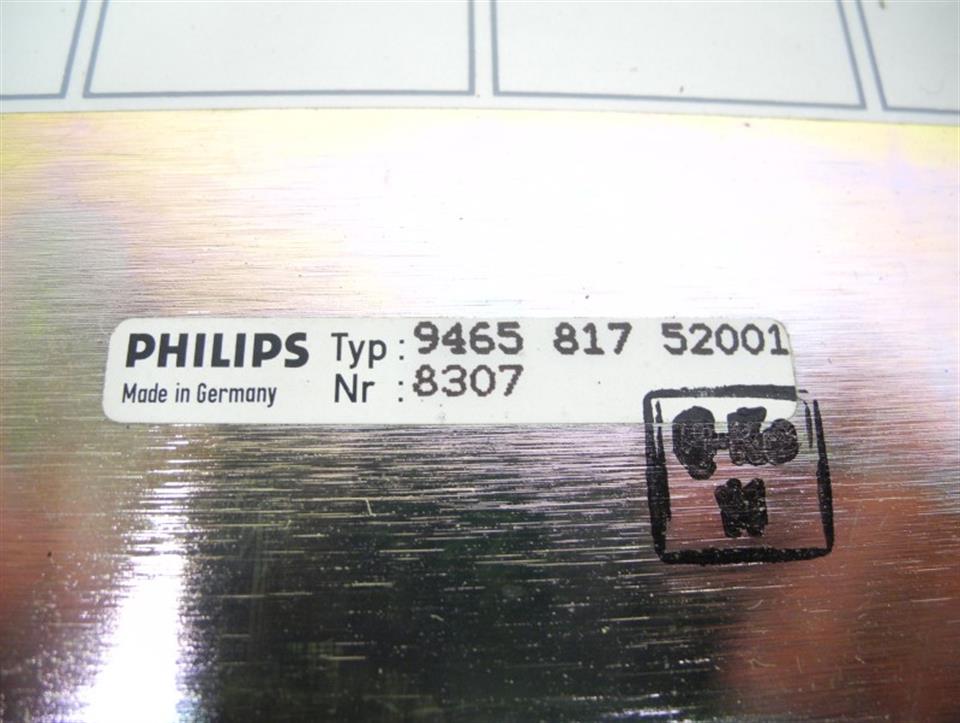 PHILIPS Typ : 9465 817 52001
Made in Germany Nr : 8307